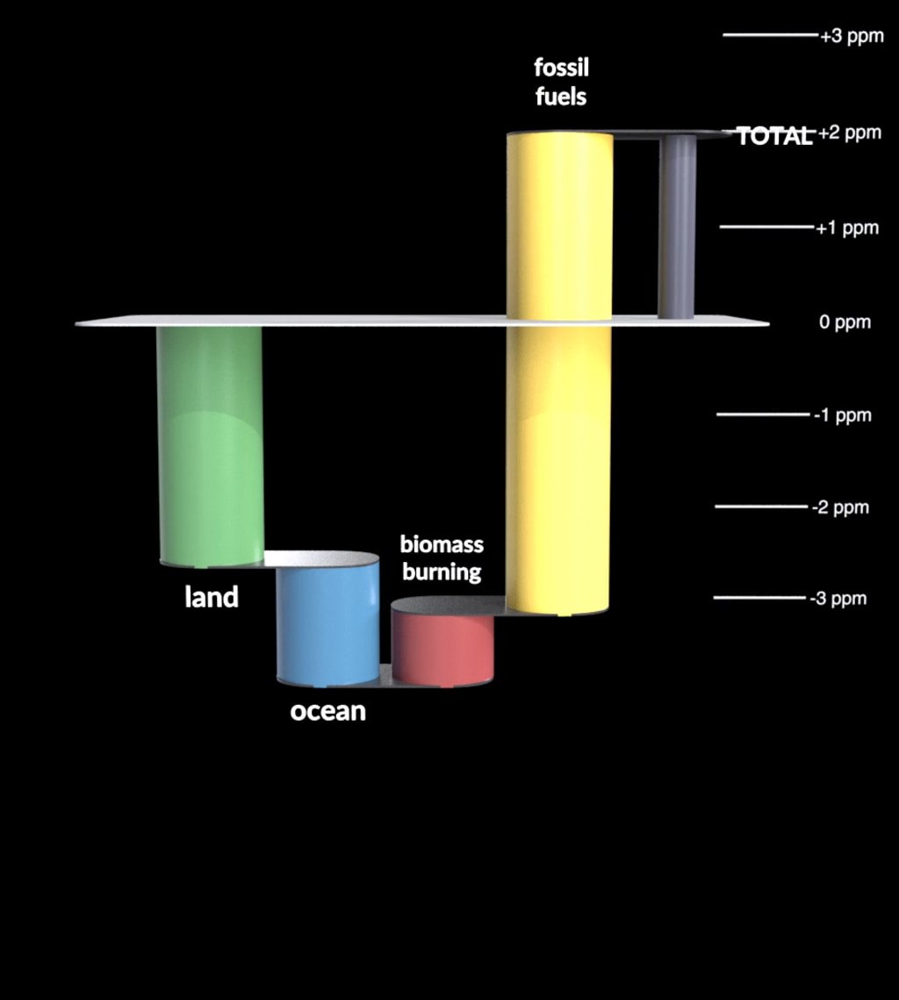 +3 ppm
fossil
fuels
TOTAL
+2 ppm
+1 ppm
0 ppm
-1 ppm
-2 ppm
biomass
burning
land
-3 ppm
ocean